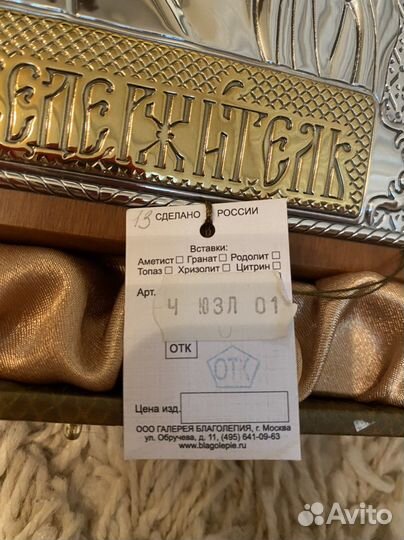 СЕДЕРЖИТЕЛЬ
13 СДЕЛАНО РОССИИ
Вставки:
Аметист □ Гранат □ Родолит □
Топаз □ Хризолит □ Цитрин □
Арт.
Ч ЮЗЛ 01
ОТК
ОТК
Цена изд.
ООО ГАЛЕРЕЯ БЛАГОЛЕПИЯ, г. Москва
ул. Обручева, д. 11, (495) 641-09-63
www.blagolepie.ru
Avito